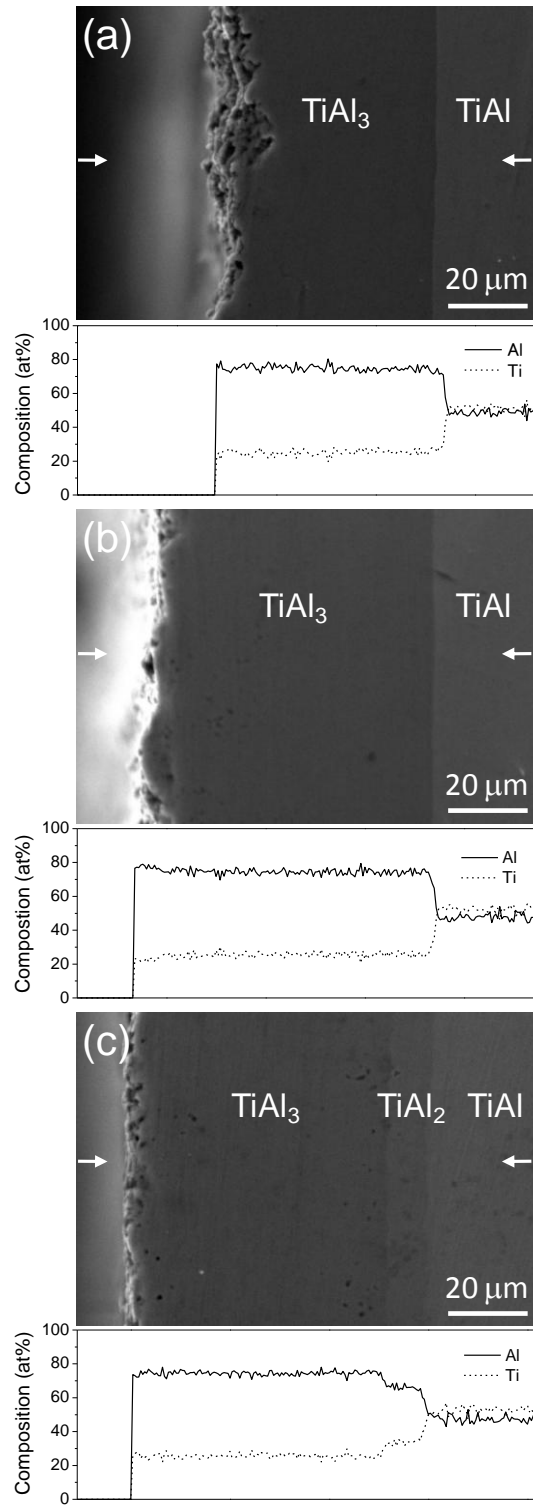 (a)
TiAl₃ TiAl
20 μm
Composition (at%)
100
80
60
40
20
0
Al
Ti
(b)
TiAl₃ TiAl
20 μm
Compostion (at%)
100
80
60
40
20
0
Al
Ti
(c)
TiAl₃ TiAl₂ TiAl
20 μm
Composition (at%)
100
80
60
40
20
0
Al
Ti